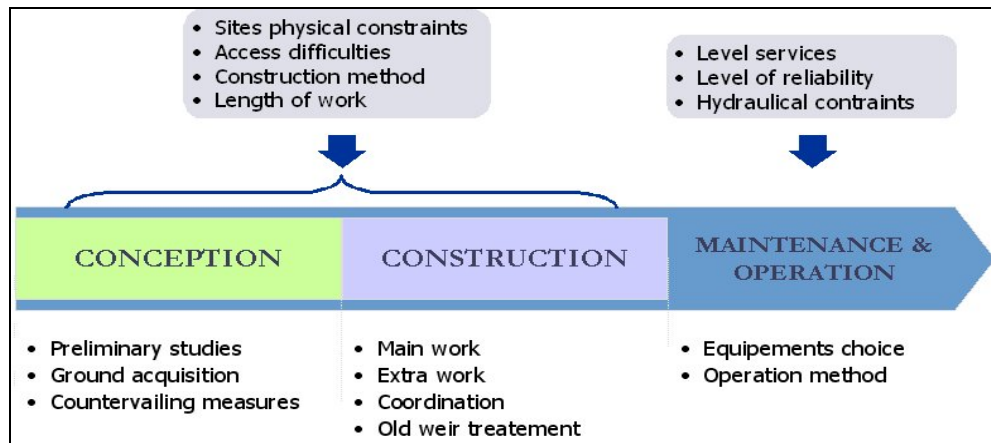 • Sites physical constraints
• Access difficulties
• Construction method
• Length of work
• Level services
• Level of reliability
• Hydraulical contraints
CONCEPTION
CONSTRUCTION
MAINTENANCE &
OPERATION
• Preliminary studies
• Ground acquisition
• Countervailing measures
• Main work
• Extra work
• Coordination
• Old weir treatement
• Equipements choice
• Operation method